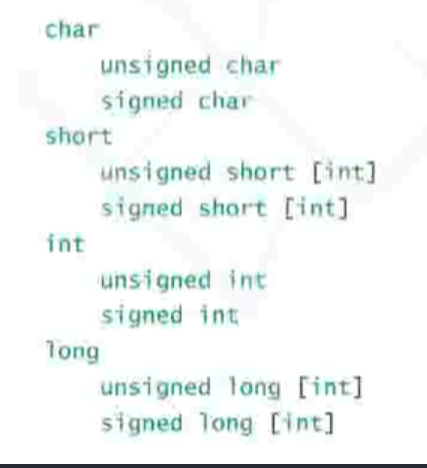 char
unsigned char
signed char
short
unsigned short [int]
signed short [int]
int
unsigned int
signed int
long
unsigned long [int]
signed long [int]